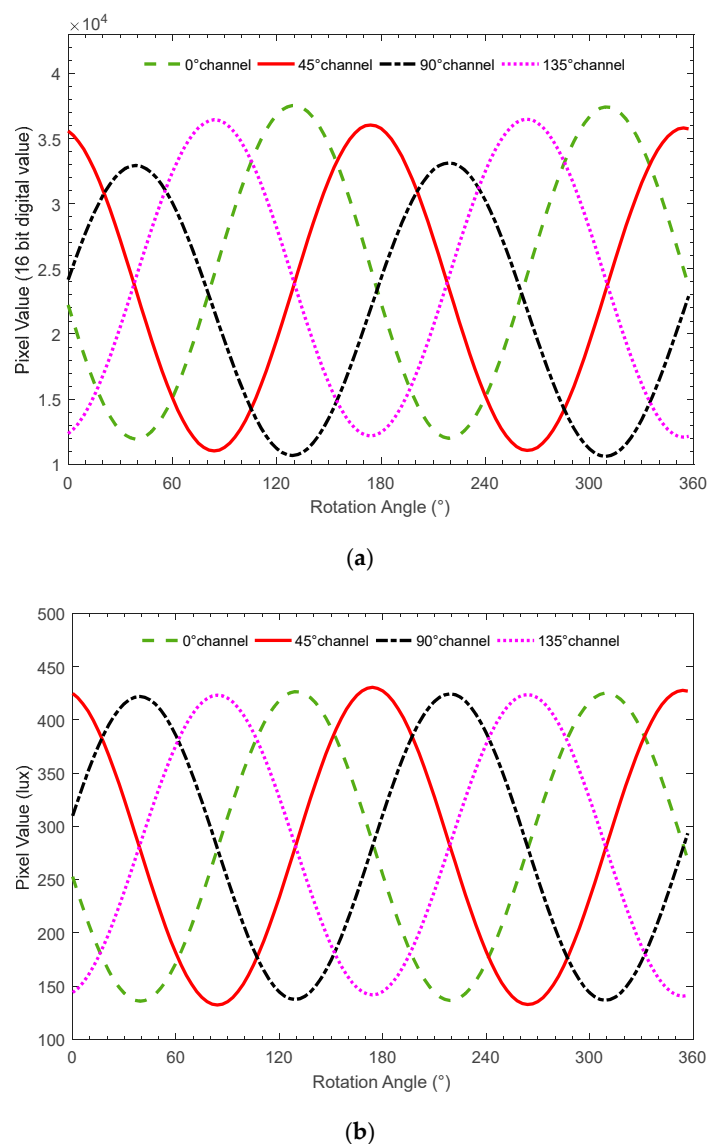 ×10⁴
0°channel 45°channel 90°channel 135°channel
4
3.5
3
2.5
2
1.5
1
Pixel Value (16 bit digital value)
0 60 120 180 240 300 360
Rotation Angle (°)
(a)
0°channel 45°channel 90°channel 135°channel
500
450
400
350
300
250
200
150
100
Pixel Value (lux)
0 60 120 180 240 300 360
Rotation Angle (°)
(b)